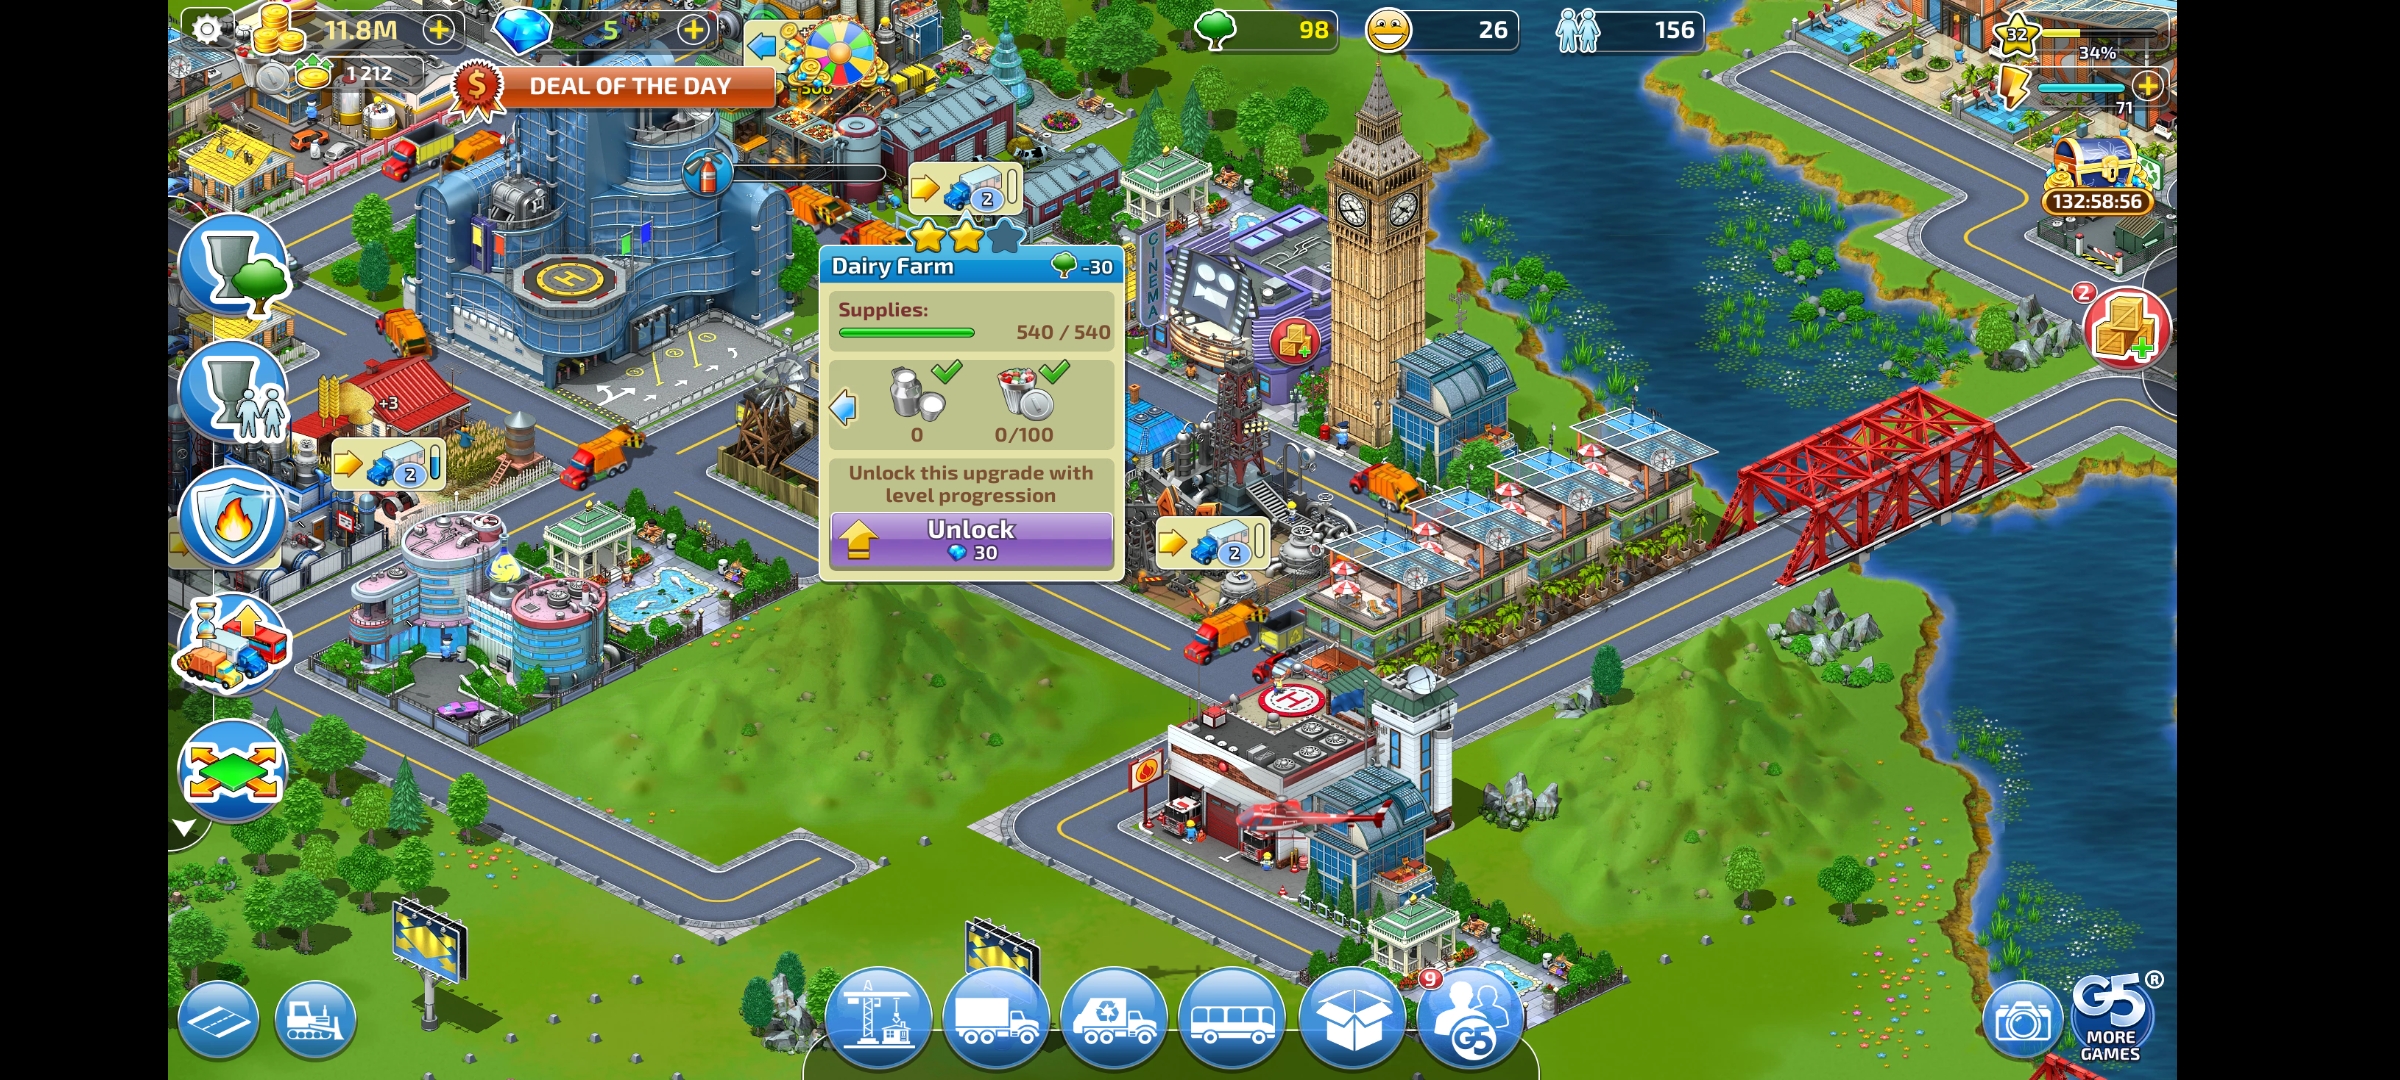 11.8M
5
98
26
156
32
34%
1 212
DEAL OF THE DAY
71
132:58:56
2
2
Dairy Farm
-30
Supplies:
540 / 540
+3
0
0/100
2
Unlock this upgrade with
level progression
Unlock
30
2
CINEMA
H
H
9
G5
G5®
MORE
GAMES